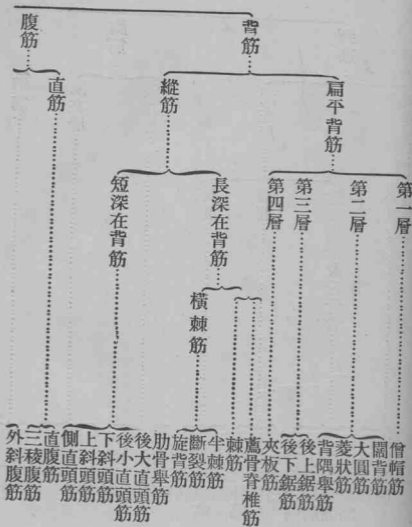 背筋
扁平背筋
第一層
僧帽筋
闊背筋
第二層
大圓筋
菱狀筋
背隅舉筋
第三層
後上鋸筋
後下鋸筋
第四層
夾板筋
縱筋
長深在背筋
薦骨脊椎筋
棘筋
橫棘筋
半棘筋
斷裂筋
旋背筋
短深在背筋
肋骨舉筋
後大直頭筋
後小直頭筋
下斜頭筋
上斜頭筋
側直頭筋
腹筋
直筋
直腹筋
三稜腹筋
外斜腹筋